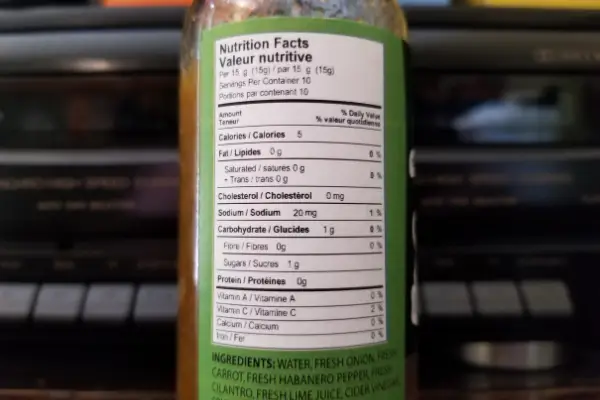 Nutrition Facts
Valeur nutritive
Per 15 g (15g) / par 15 g (15g)
Servings Per Container 10
Portions par contenant 10
Amount % Daily Value
Teneur % valeur quotidienne
Calories / Calories 5
Fat / Lipides 0 g 0 %
Saturated / saturés 0 g
+ Trans / trans 0 g 0 %
Cholesterol / Cholestérol 0 mg
Sodium / Sodium 20 mg 1 %
Carbohydrate / Glucides 1 g 0 %
Fibre / Fibres 0g 0 %
Sugars / Sucres 1 g
Protein / Protéines 0g
Vitamin A / Vitamine A 0 %
Vitamin C / Vitamine C 2 %
Calcium / Calcium 0 %
Iron / Fer 0 %
INGREDIENTS: WATER, FRESH ONION, FRESH
CARROT, FRESH HABANERO PEPPER, FRESH
CILANTRO, FRESH LIME JUICE, CIDER VINEGAR,